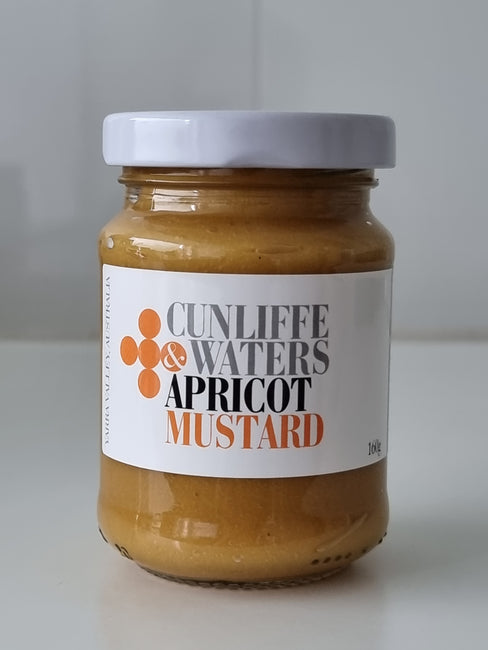 CUNLIFFE
& WATERS
APRICOT
MUSTARD
YARRA VALLEY, AUSTRALIA
160g